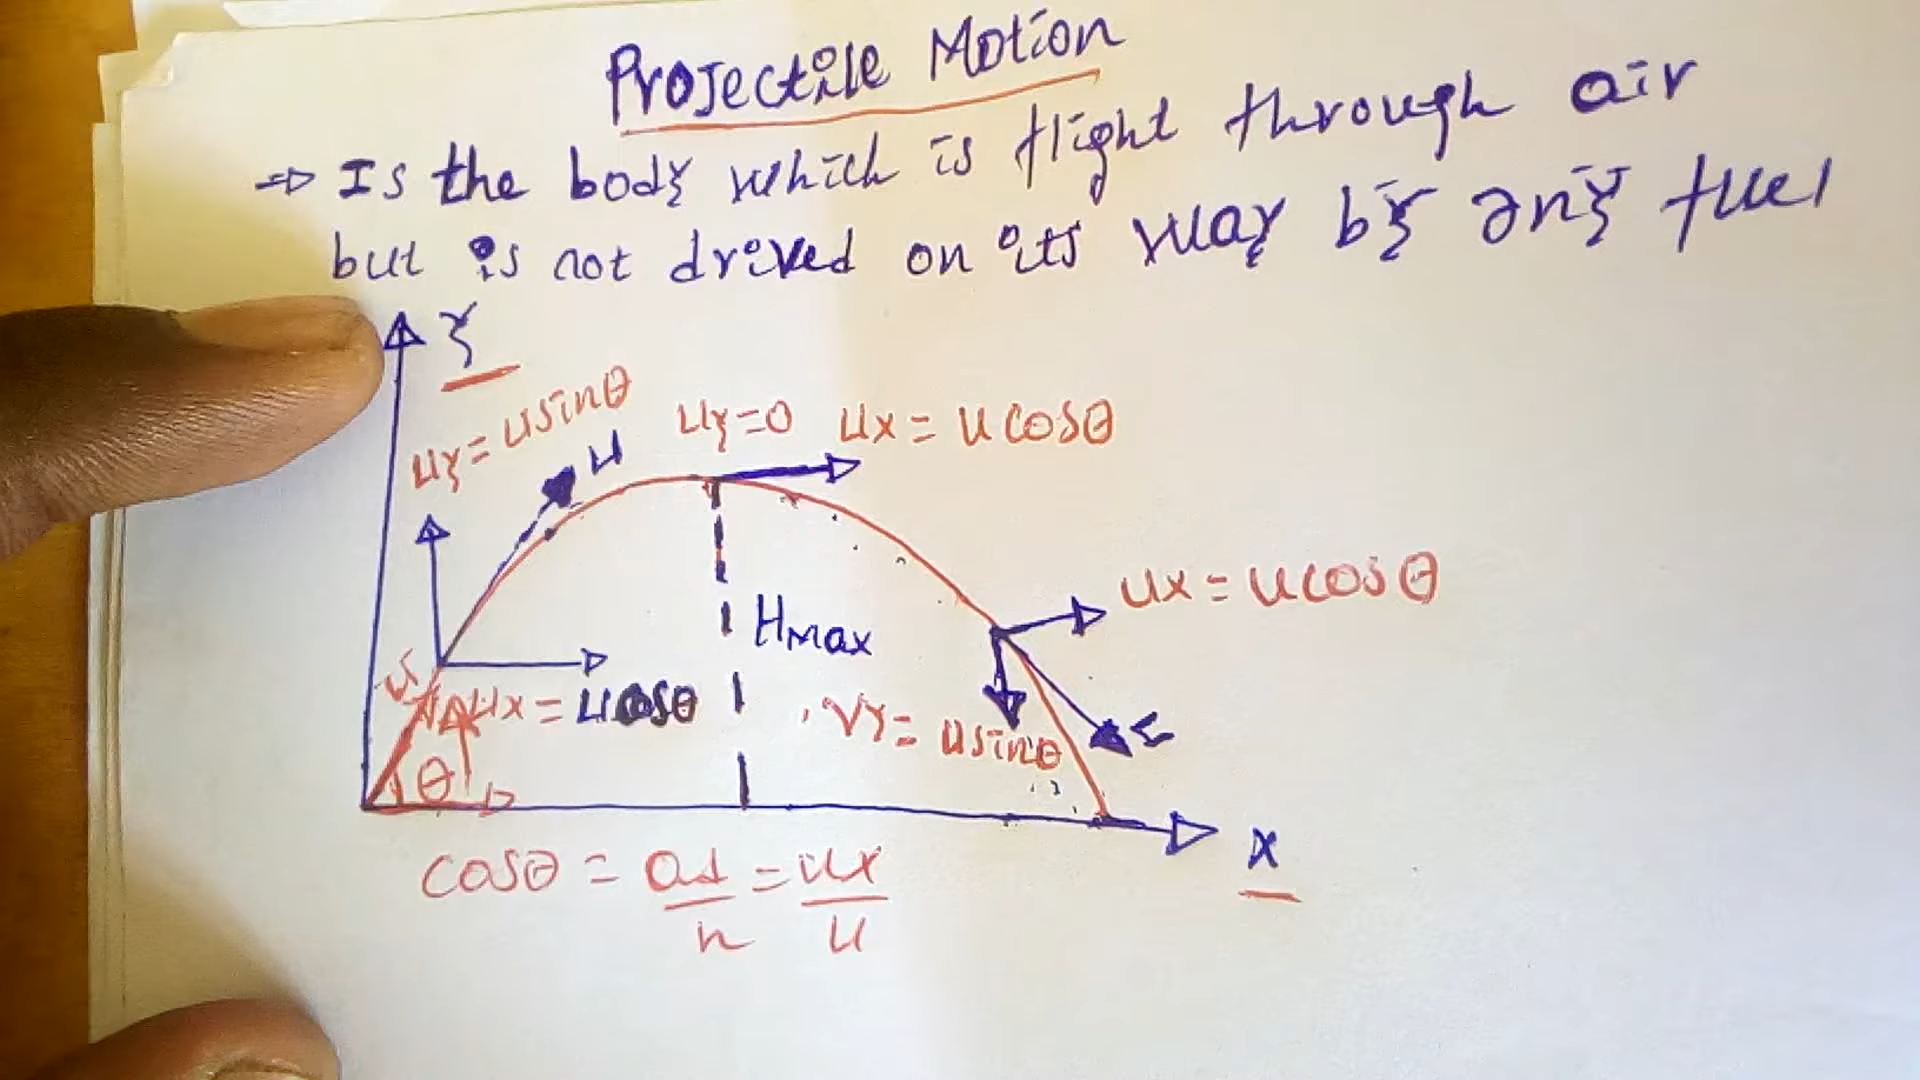 Projectile Motion
⇒ Is the body which is flight through air
but is not drived on its way by any fuel
y
uy = usinθ
u
uy = 0
ux = ucosθ
ux = ucosθ
Hmax
u
ux = ucosθ
Vy = usinθ
θ
x
cosθ = ad/h = ux/u